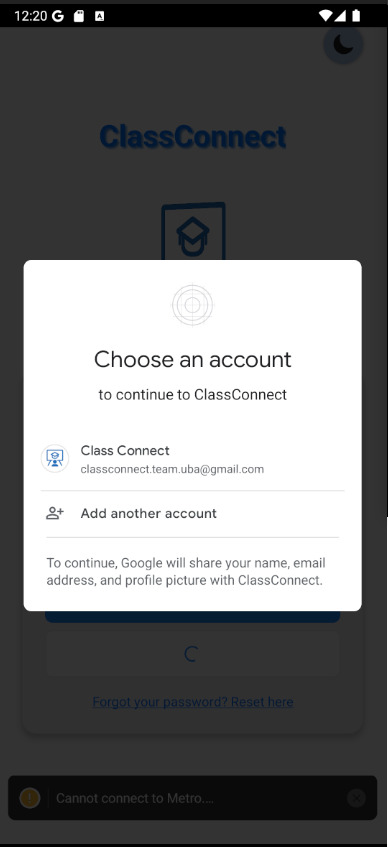 12:20
ClassConnect
Choose an account
to continue to ClassConnect
Class Connect
classconnect.team.uba@gmail.com
Add another account
To continue, Google will share your name, email
address, and profile picture with ClassConnect.
Forgot your password? Reset here
Cannot connect to Metro....